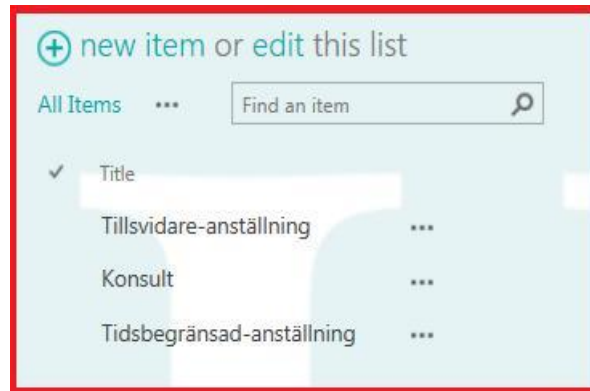 new item or edit this list
All Items ••• Find an item
Title
Tillsvidare-anställning •••
Konsult •••
Tidsbegränsad-anställning •••